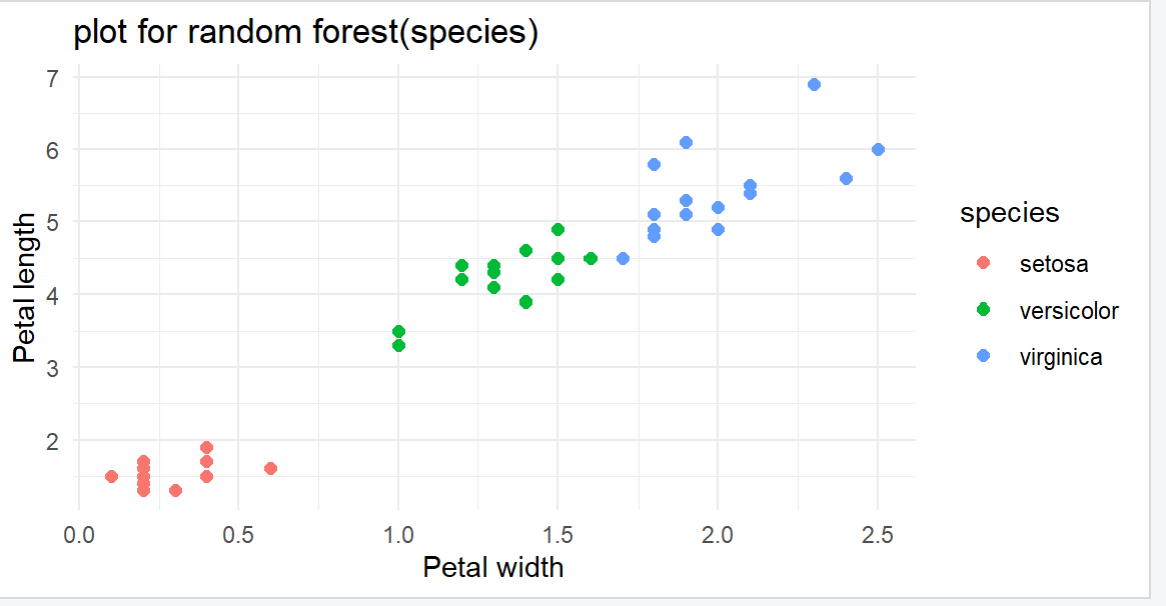 plot for random forest(species)
7
6
5
4
3
2
Petal length
0.0 0.5 1.0 1.5 2.0 2.5
Petal width
species
setosa
versicolor
virginica